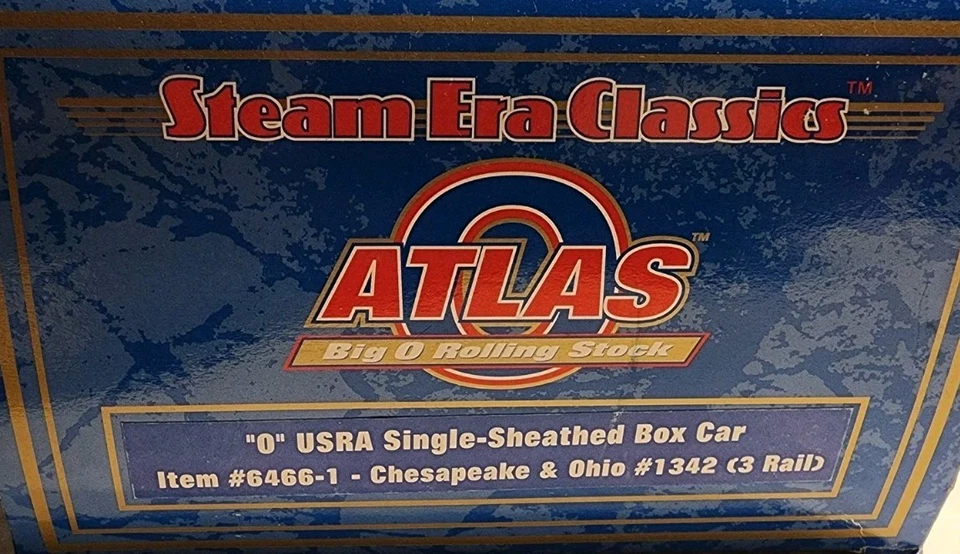 Steam Era Classics™
ATLAS™
Big O Rolling Stock
"O" USRA Single-Sheathed Box Car
Item #6466-1 - Chesapeake & Ohio #1342 (3 Rail)